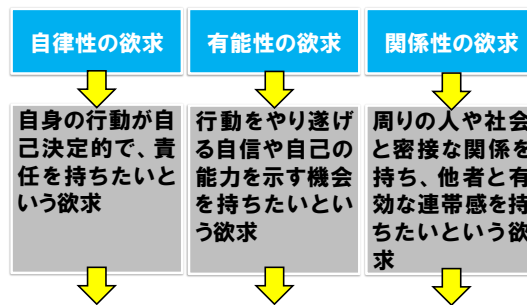 自律性の欲求
有能性の欲求
関係性の欲求
自身の行動が自
己決定的で、責
任を持ちたいと
いう欲求
行動をやり遂げ
る自信や自己の
能力を示す機会
を持ちたいとい
う欲求
周りの人や社会
と密接な関係を
持ち、他者と有
効な連帯感を持
ちたいという欲
求